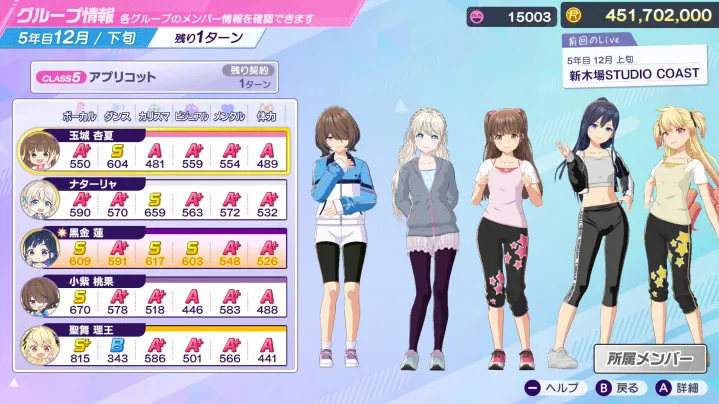 グループ情報 各グループのメンバー情報を確認できます
15003
451,702,000
5年目12月 / 下旬 残り1ターン
前回のLive
5年目 12月 上旬
新木場STUDIO COAST
CLASS5 アプリコット 残り契約
1ターン
ボーカル ダンス カリスマ ビジュアル メンタル 体力
玉城 杏夏
A+ S A A+ A+ A
550 604 481 559 554 489
ナターリャ
A+ A+ S A+ A+ A+
590 570 659 563 572 532
黒金 蓮
S A+ S S A+ A+
609 591 617 603 548 526
小紫 桃果
S A+ A+ A A+ A
670 578 518 446 583 488
聖舞 理王
S+ B A+ A+ A+ A
815 343 586 501 566 441
所属メンバー
ヘルプ B 戻る A 詳細